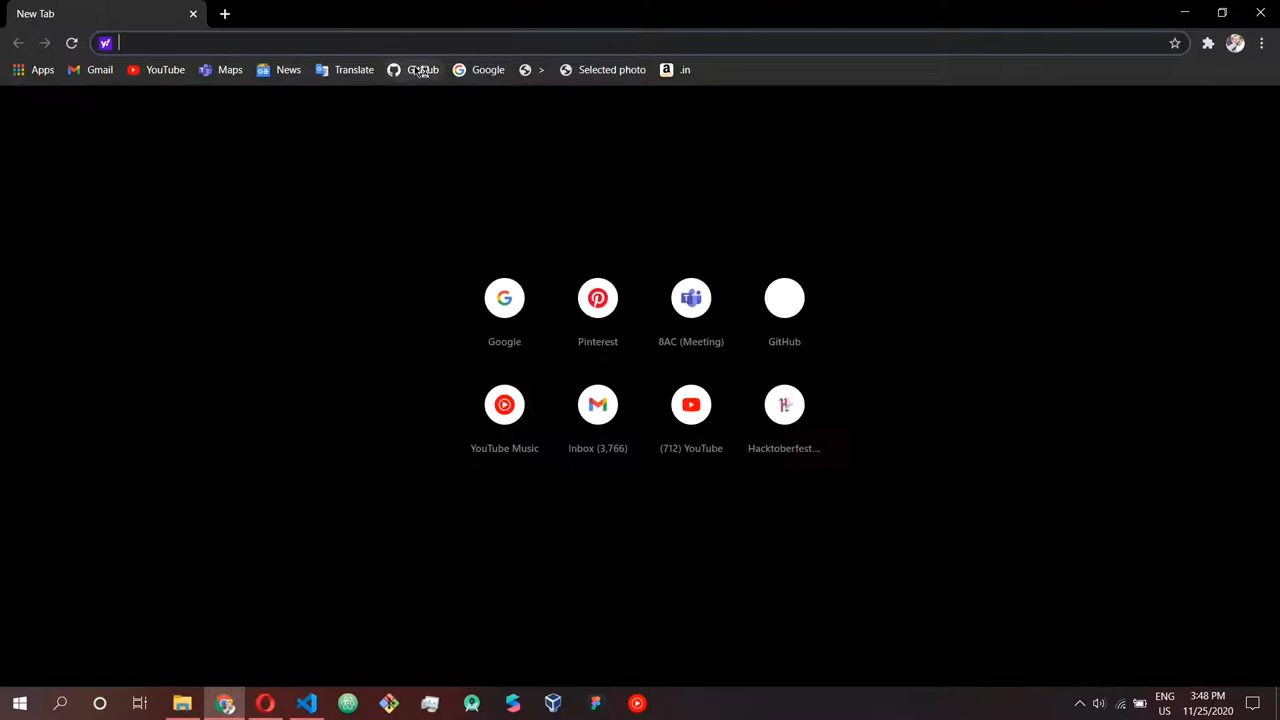 New Tab
y!
Apps Gmail YouTube Maps News Translate Google > Selected photo a .in
Google Pinterest 8AC (Meeting) GitHub
YouTube Music Inbox (3,766) (712) YouTube Hacktoberfest...
ENG 3:48 PM
US 11/25/2020